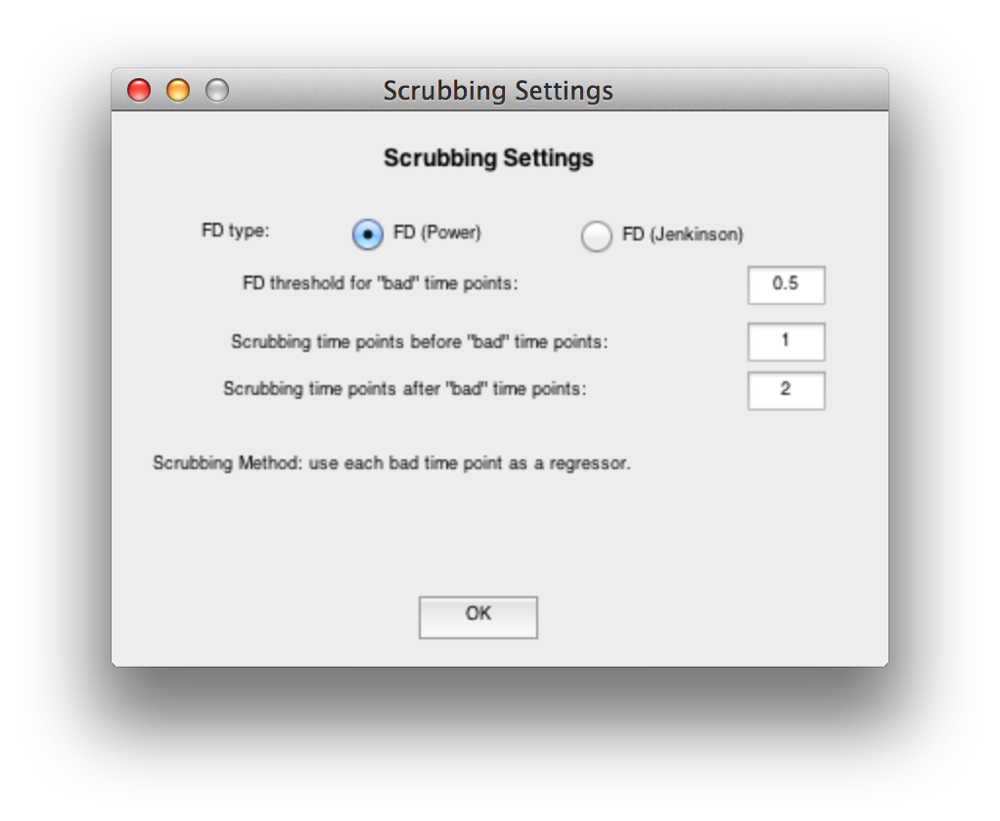 Scrubbing Settings
Scrubbing Settings
FD type: FD (Power) FD (Jenkinson)
FD threshold for "bad" time points: 0.5
Scrubbing time points before "bad" time points: 1
Scrubbing time points after "bad" time points: 2
Scrubbing Method: use each bad time point as a regressor.
OK